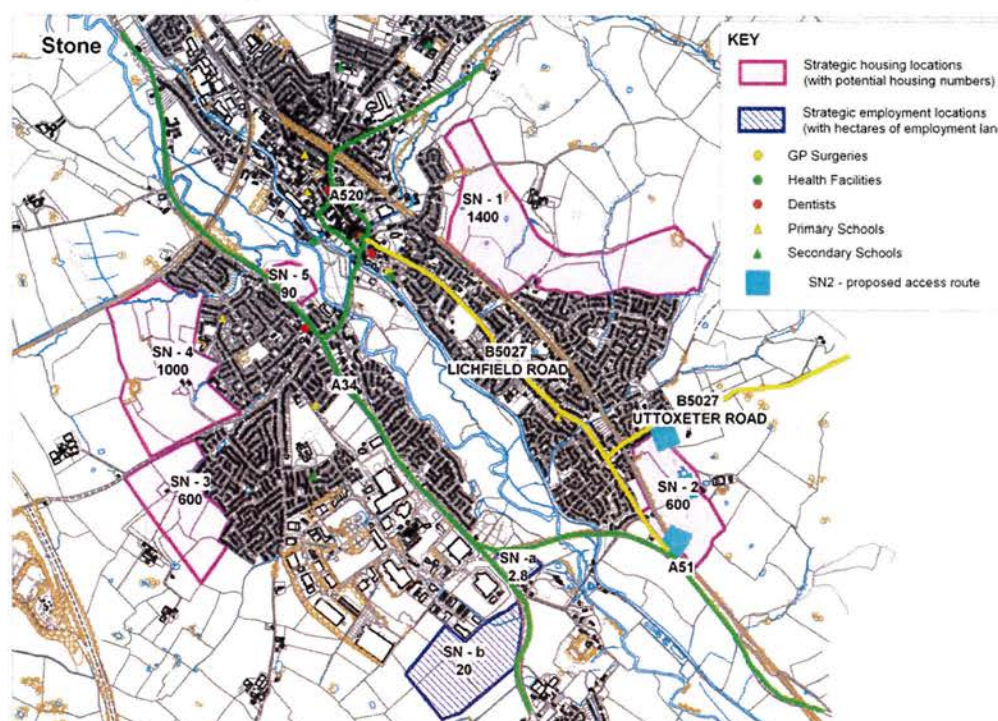 Stone
KEY
Strategic housing locations
(with potential housing numbers)
Strategic employment locations
(with hectares of employment lan
GP Surgeries
Health Facilities
Dentists
Primary Schools
Secondary Schools
SN2 - proposed access route
A520
SN - 1
1400
SN - 5
90
SN - 4
1000
A34
B5027
LICHFIELD ROAD
B5027
UTTOXETER ROAD
SN - 3
600
SN - 2
600
SN -a
2.8
A51
SN - b
20